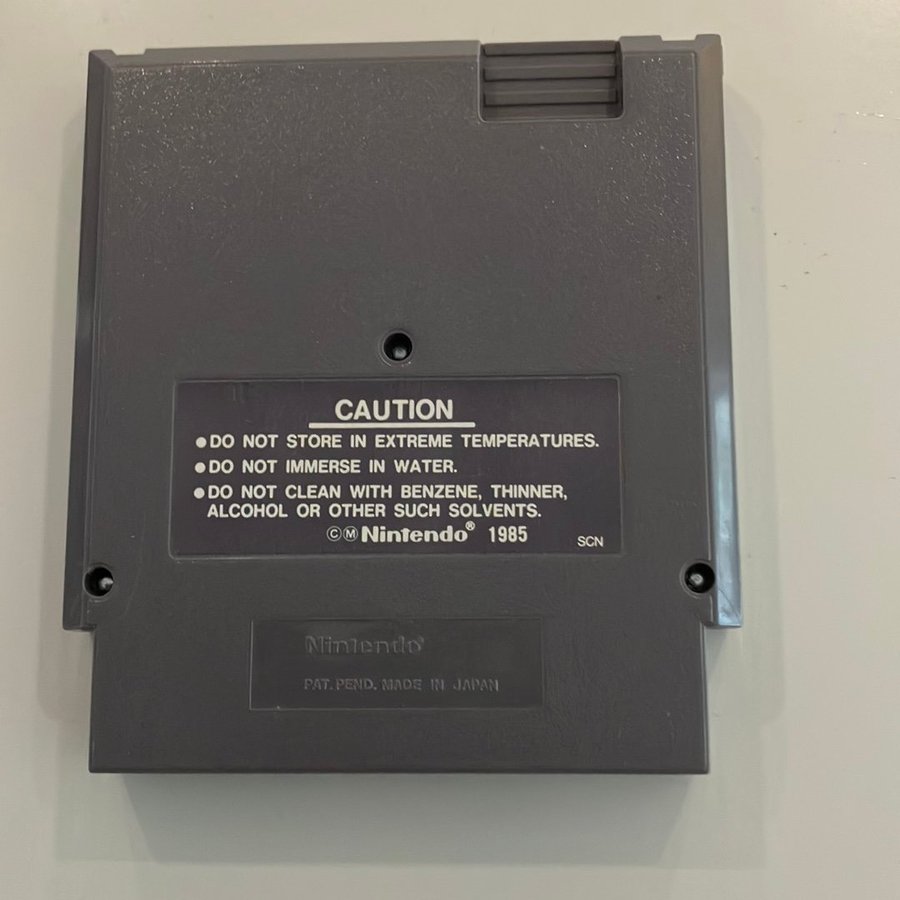 CAUTION
●DO NOT STORE IN EXTREME TEMPERATURES.
●DO NOT IMMERSE IN WATER.
●DO NOT CLEAN WITH BENZENE, THINNER,
ALCOHOL OR OTHER SUCH SOLVENTS.
ⒸⓂNintendo® 1985
SCN
Nintendo®
PAT. PEND. MADE IN JAPAN